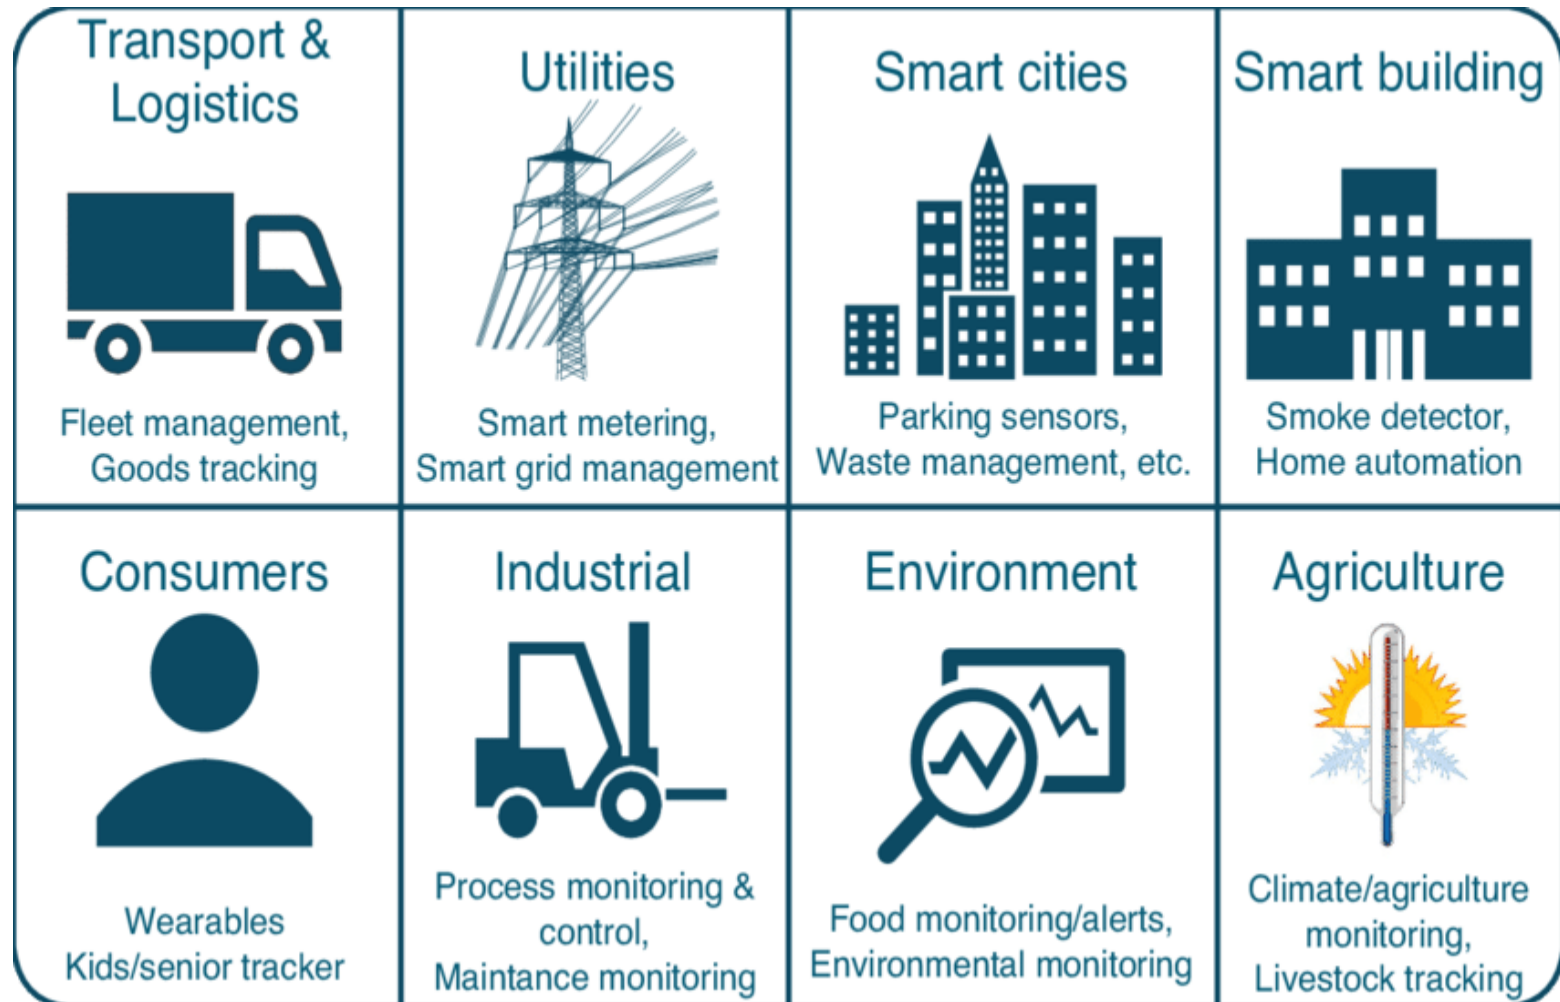 Transport &
Logistics
Fleet management,
Goods tracking
Utilities
Smart metering,
Smart grid management
Smart cities
Parking sensors,
Waste management, etc.
Smart building
Smoke detector,
Home automation
Consumers
Wearables
Kids/senior tracker
Industrial
Process monitoring &
control,
Maintance monitoring
Environment
Food monitoring/alerts,
Environmental monitoring
Agriculture
Climate/agriculture
monitoring,
Livestock tracking